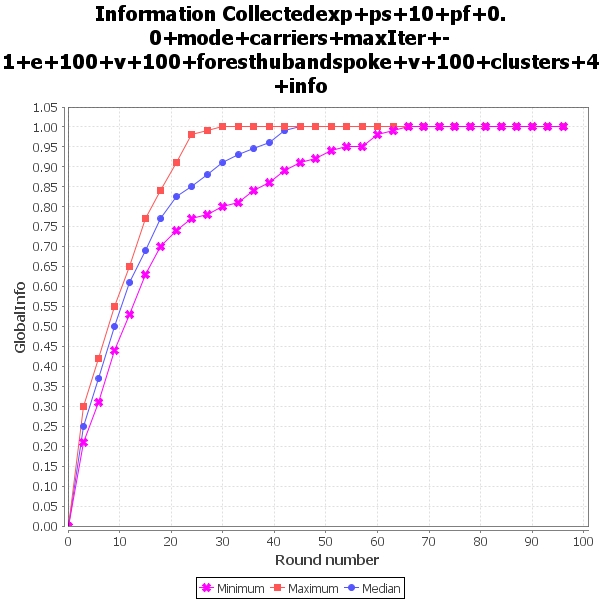 Information Collectedexp+ps+10+pf+0.
0+mode+carriers+maxIter+-
1+e+100+v+100+foresthubandspoke+v+100+clusters+4
+info
1.05
1.00
0.95
0.90
0.85
0.80
0.75
0.70
0.65
0.60
0.55
0.50
0.45
0.40
0.35
0.30
0.25
0.20
0.15
0.10
0.05
0.00
GlobalInfo
0 10 20 30 40 50 60 70 80 90 100
Round number
Minimum Maximum Median